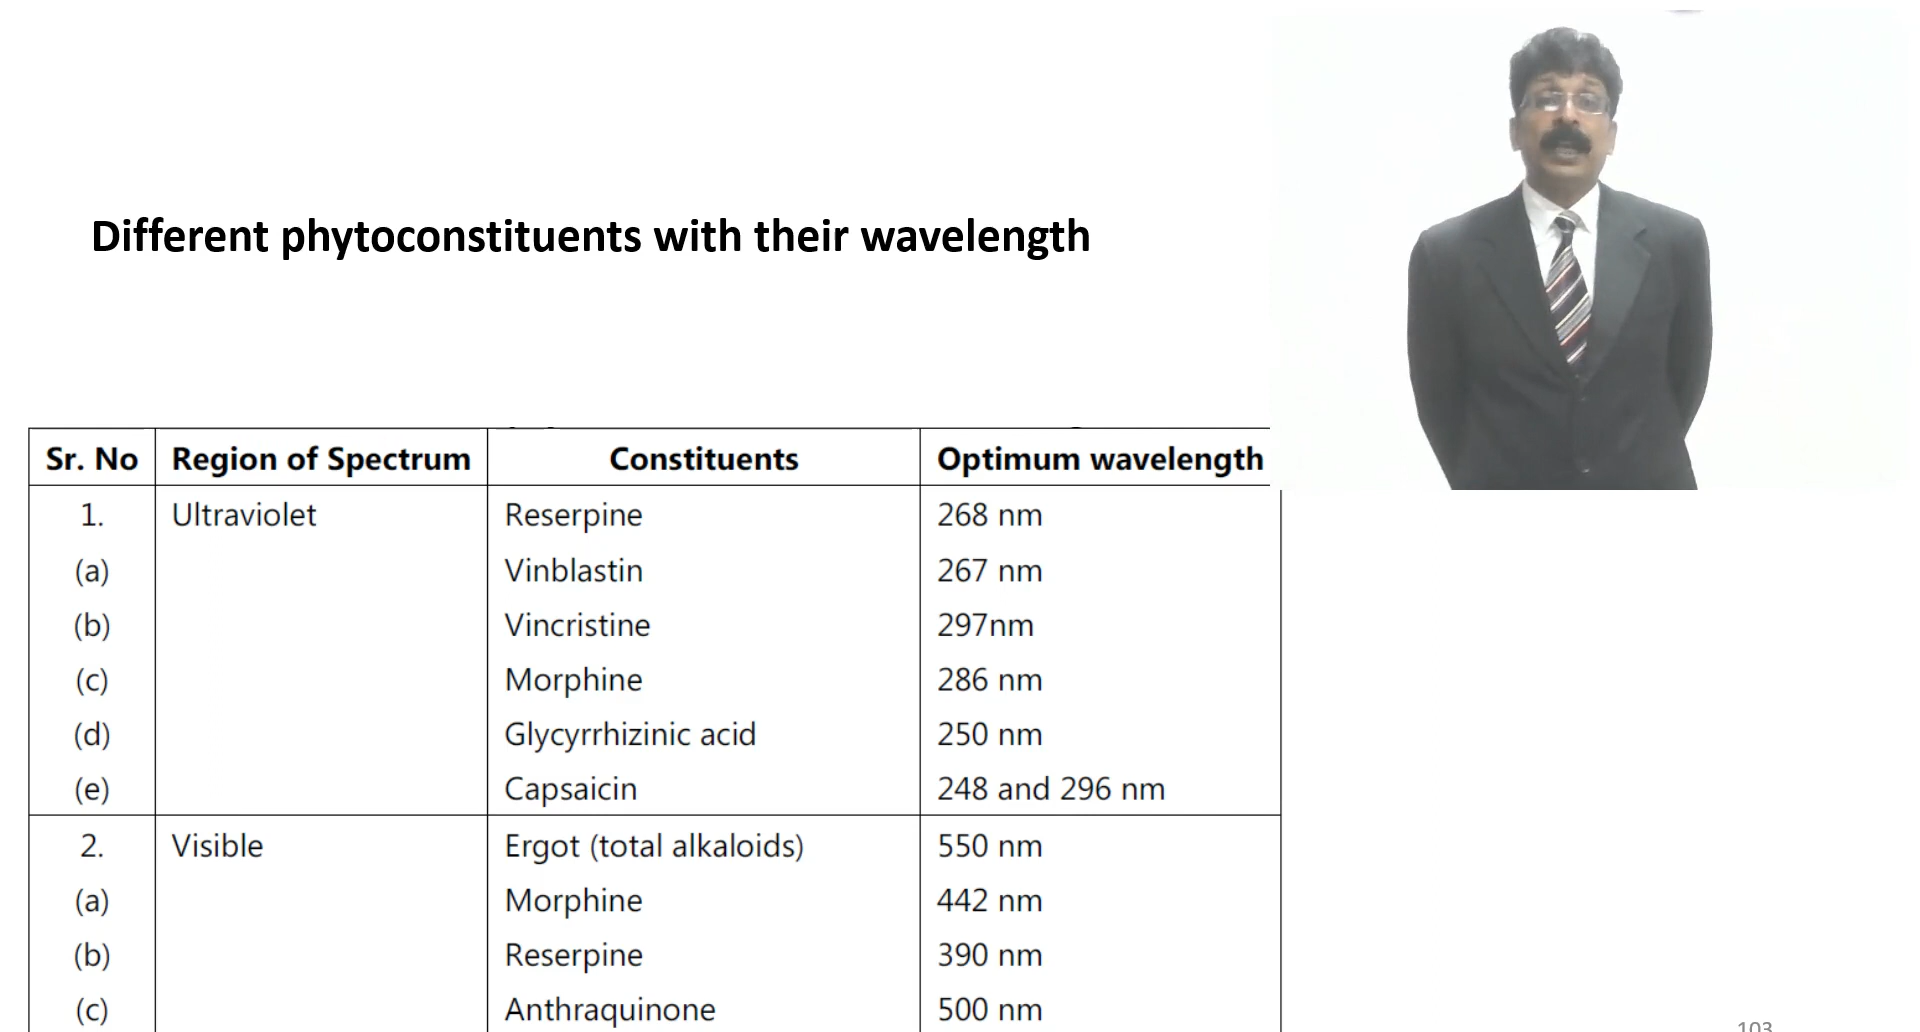 Different phytoconstituents with their wavelength
Sr. No Region of Spectrum Constituents Optimum wavelength
1. Ultraviolet Reserpine 268 nm
(a) Vinblastin 267 nm
(b) Vincristine 297nm
(c) Morphine 286 nm
(d) Glycyrrhizinic acid 250 nm
(e) Capsaicin 248 and 296 nm
2. Visible Ergot (total alkaloids) 550 nm
(a) Morphine 442 nm
(b) Reserpine 390 nm
(c) Anthraquinone 500 nm
103